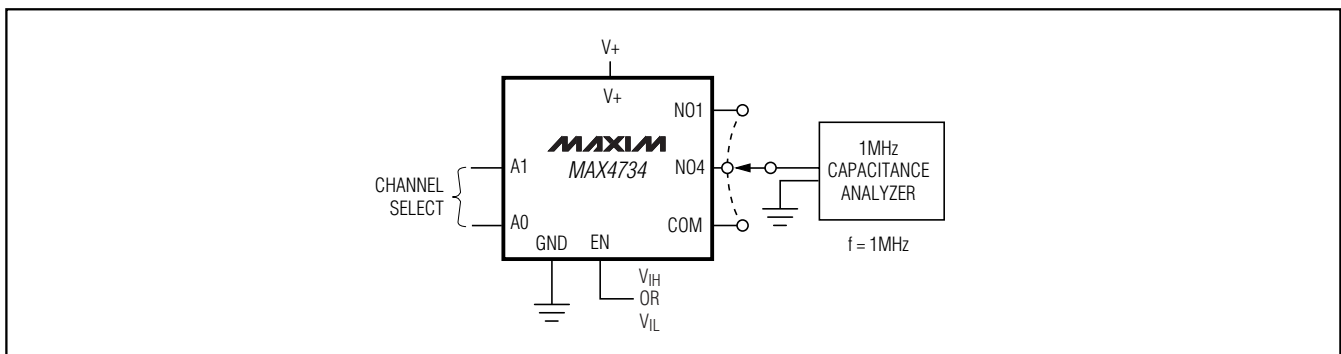 V+
V+
NO1
MAXIM
MAX4734
A1
NO4
1MHz
CAPACITANCE
ANALYZER
CHANNEL
SELECT
A0
COM
GND
EN
f = 1MHz
VIH
OR
VIL